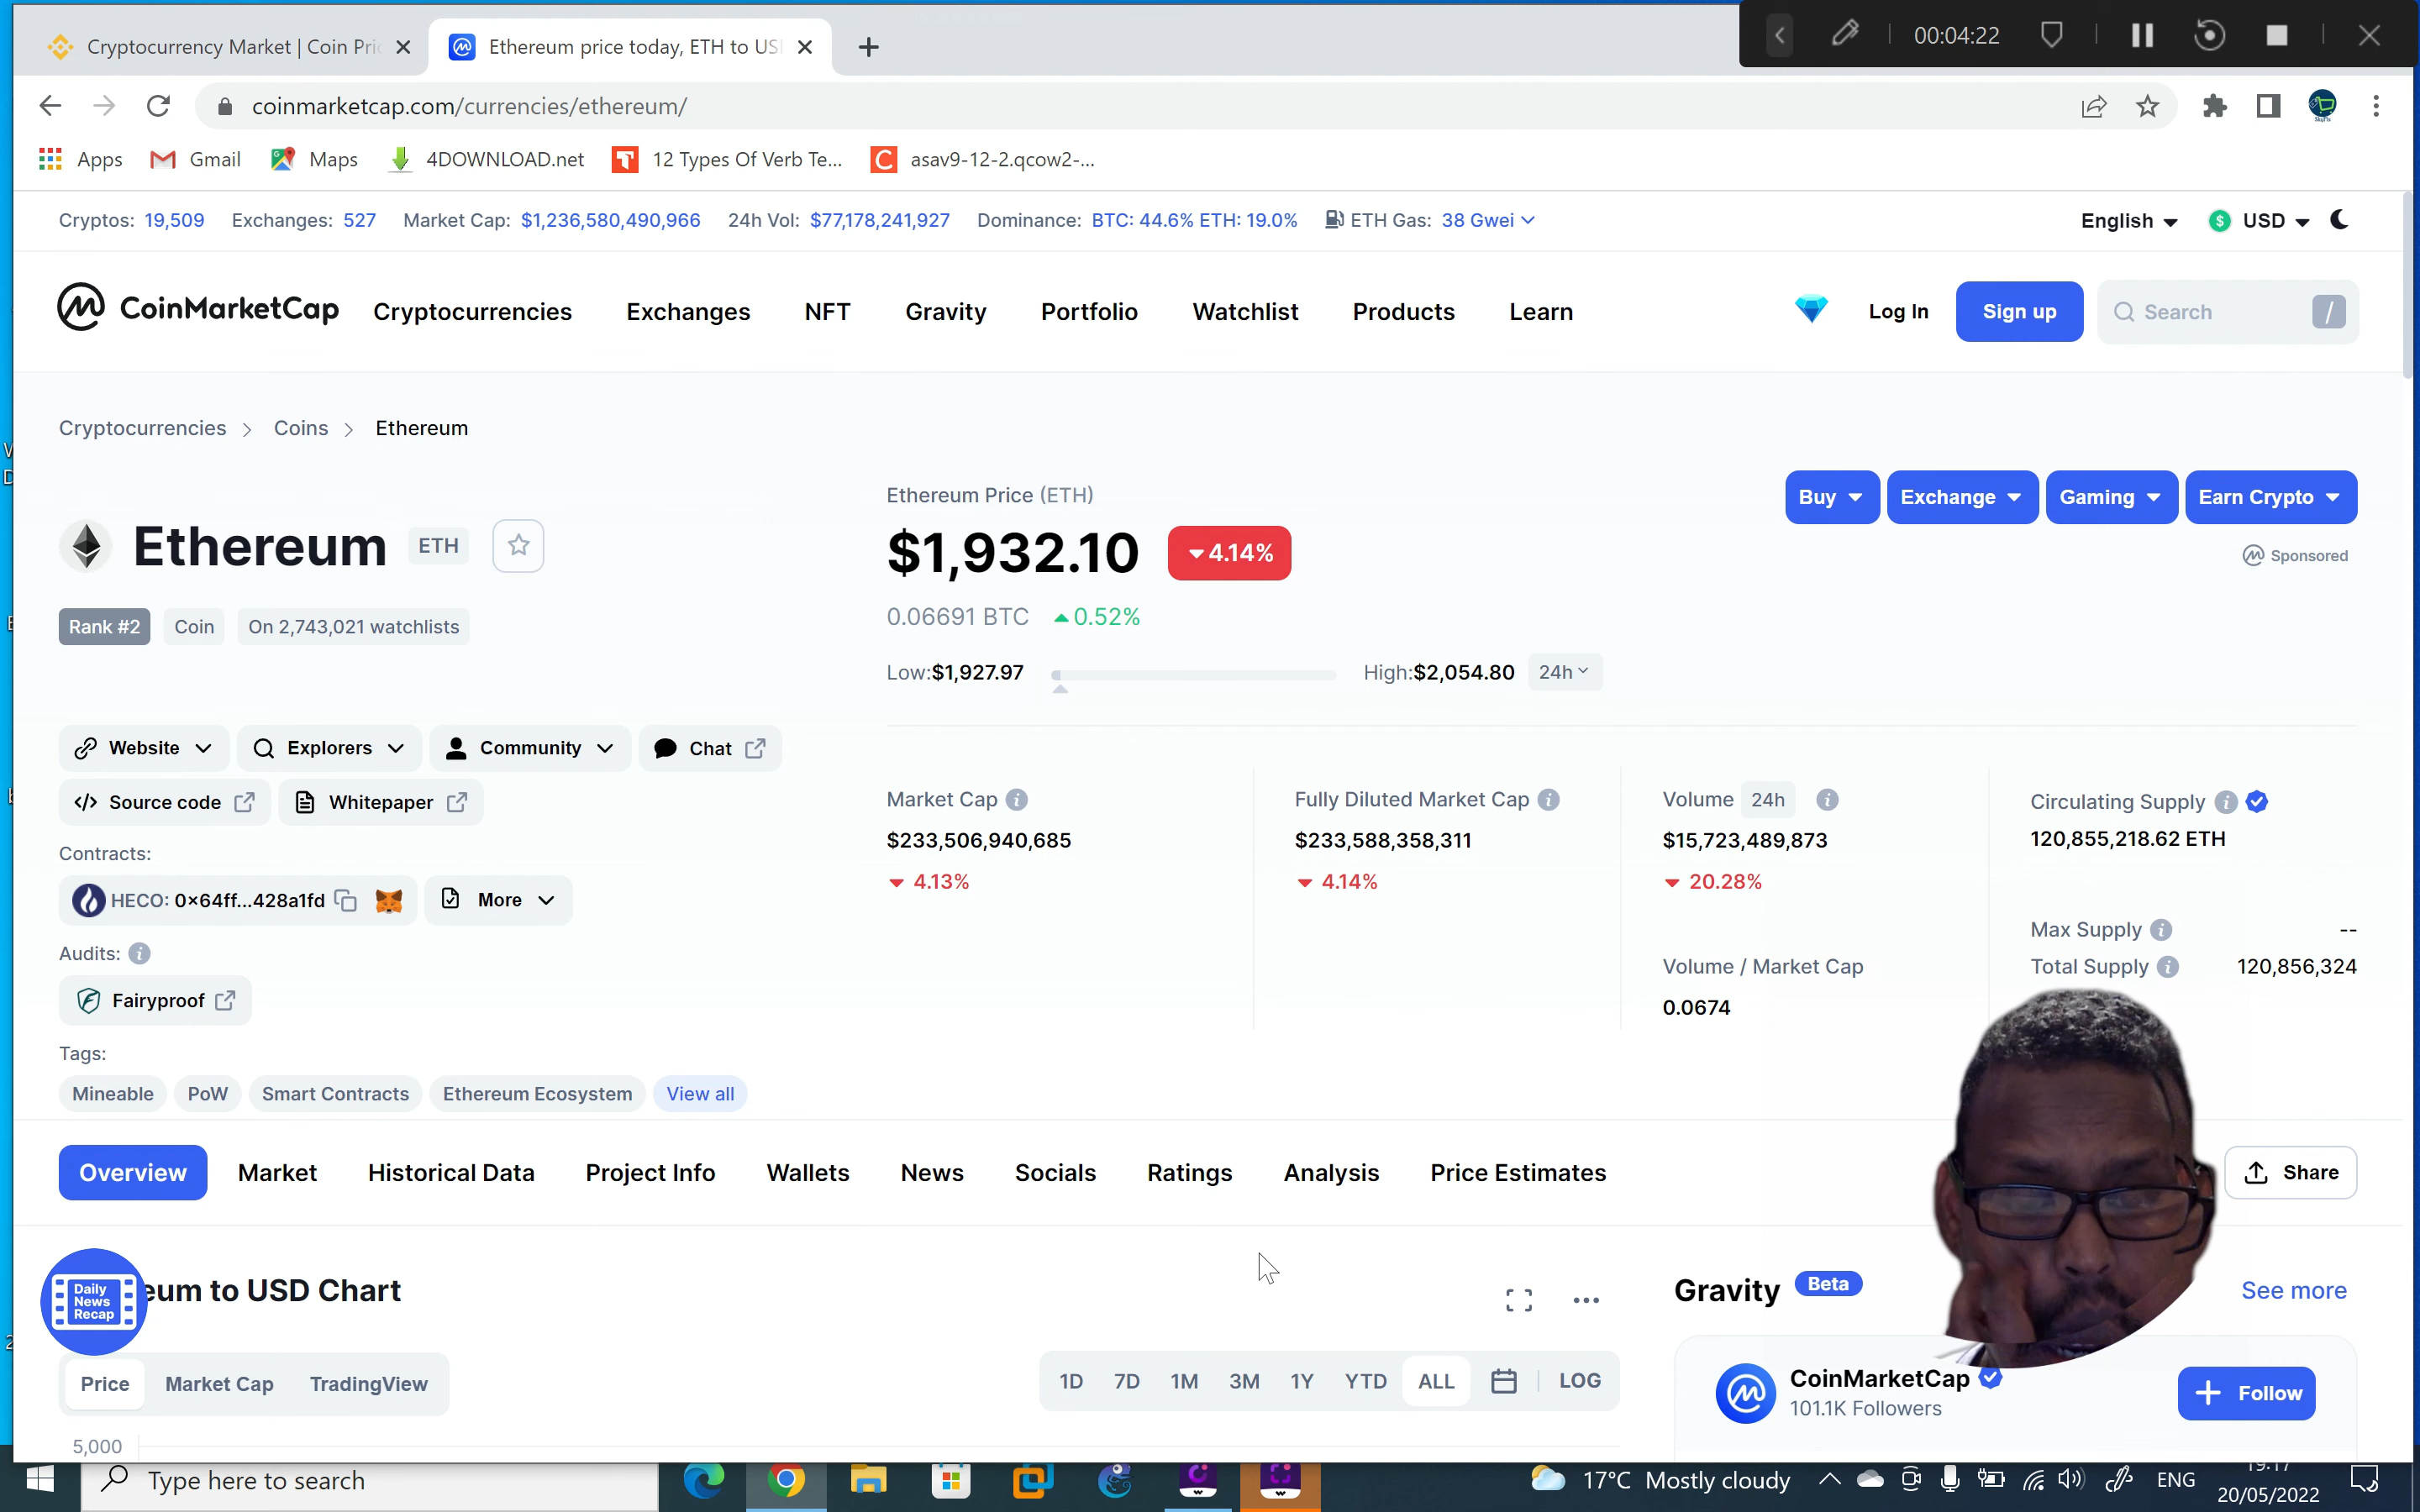 Cryptocurrency Market | Coin Pri
Ethereum price today, ETH to US
00:04:22
coinmarketcap.com/currencies/ethereum/
Apps Gmail Maps 4DOWNLOAD.net 12 Types Of Verb Te... asav9-12-2.qcow2-...
Cryptos: 19,509 Exchanges: 527 Market Cap: $1,236,580,490,966 24h Vol: $77,178,241,927 Dominance: BTC: 44.6% ETH: 19.0% ETH Gas: 38 Gwei English USD
CoinMarketCap Cryptocurrencies Exchanges NFT Gravity Portfolio Watchlist Products Learn Log In Sign up Search /
Cryptocurrencies > Coins > Ethereum
Ethereum ETH
Rank #2 Coin On 2,743,021 watchlists
Ethereum Price (ETH)
$1,932.10 4.14%
0.06691 BTC 0.52%
Low:$1,927.97 High:$2,054.80 24h
Buy Exchange Gaming Earn Crypto
Sponsored
Website Explorers Community Chat
Source code Whitepaper
Contracts:
HECO: 0x64ff...428a1fd More
Audits:
Fairyproof
Tags:
Mineable PoW Smart Contracts Ethereum Ecosystem View all
Market Cap
$233,506,940,685
4.13%
Fully Diluted Market Cap
$233,588,358,311
4.14%
Volume 24h
$15,723,489,873
20.28%
Volume / Market Cap
0.0674
Circulating Supply
120,855,218.62 ETH
Max Supply --
Total Supply 120,856,324
Overview Market Historical Data Project Info Wallets News Socials Ratings Analysis Price Estimates Share
Daily
News
Recap
eum to USD Chart
Price Market Cap TradingView
1D 7D 1M 3M 1Y YTD ALL LOG
5,000
Gravity Beta See more
CoinMarketCap
101.1K Followers
Follow
Type here to search
17°C Mostly cloudy
ENG
19:17
20/05/2022